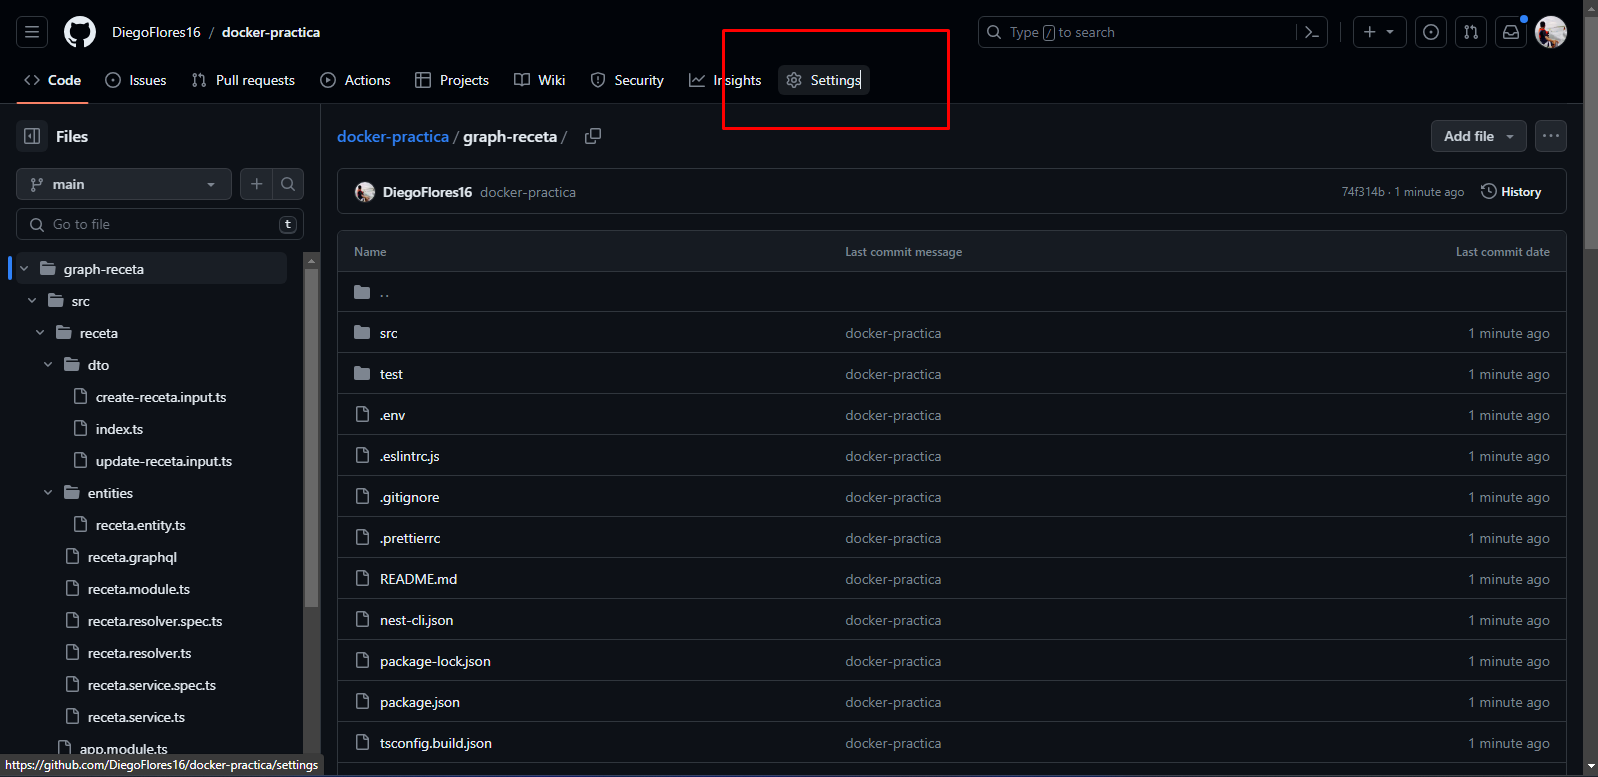 DiegoFlores16 / docker-practica
Type / to search
Code Issues Pull requests Actions Projects Wiki Security Insights Settings
Files
docker-practica / graph-receta /
Add file
main
DiegoFlores16 docker-practica
74f314b · 1 minute ago
History
Go to file
t
Name Last commit message Last commit date
graph-receta
src
receta
dto
create-receta.input.ts
index.ts
update-receta.input.ts
entities
receta.entity.ts
receta.graphql
receta.module.ts
receta.resolver.spec.ts
receta.resolver.ts
receta.service.spec.ts
receta.service.ts
app.module.ts
..
src docker-practica 1 minute ago
test docker-practica 1 minute ago
.env docker-practica 1 minute ago
.eslintrc.js docker-practica 1 minute ago
.gitignore docker-practica 1 minute ago
.prettierrc docker-practica 1 minute ago
README.md docker-practica 1 minute ago
nest-cli.json docker-practica 1 minute ago
package-lock.json docker-practica 1 minute ago
package.json docker-practica 1 minute ago
tsconfig.build.json docker-practica 1 minute ago
https://github.com/DiegoFlores16/docker-practica/settings